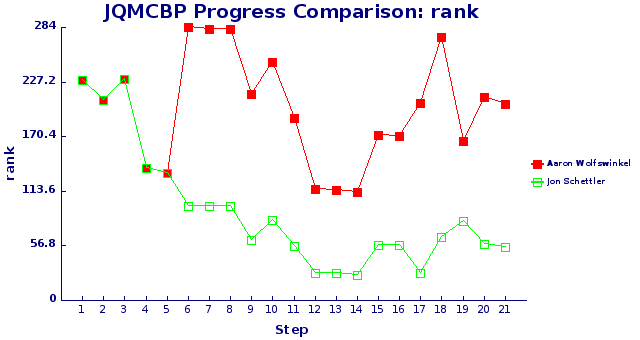 JQMCBP Progress Comparison: rank
284
227.2
170.4
113.6
56.8
0
rank
1 2 3 4 5 6 7 8 9 10 11 12 13 14 15 16 17 18 19 20 21
Step
Aaron Wolfswinkel
Jon Schettler